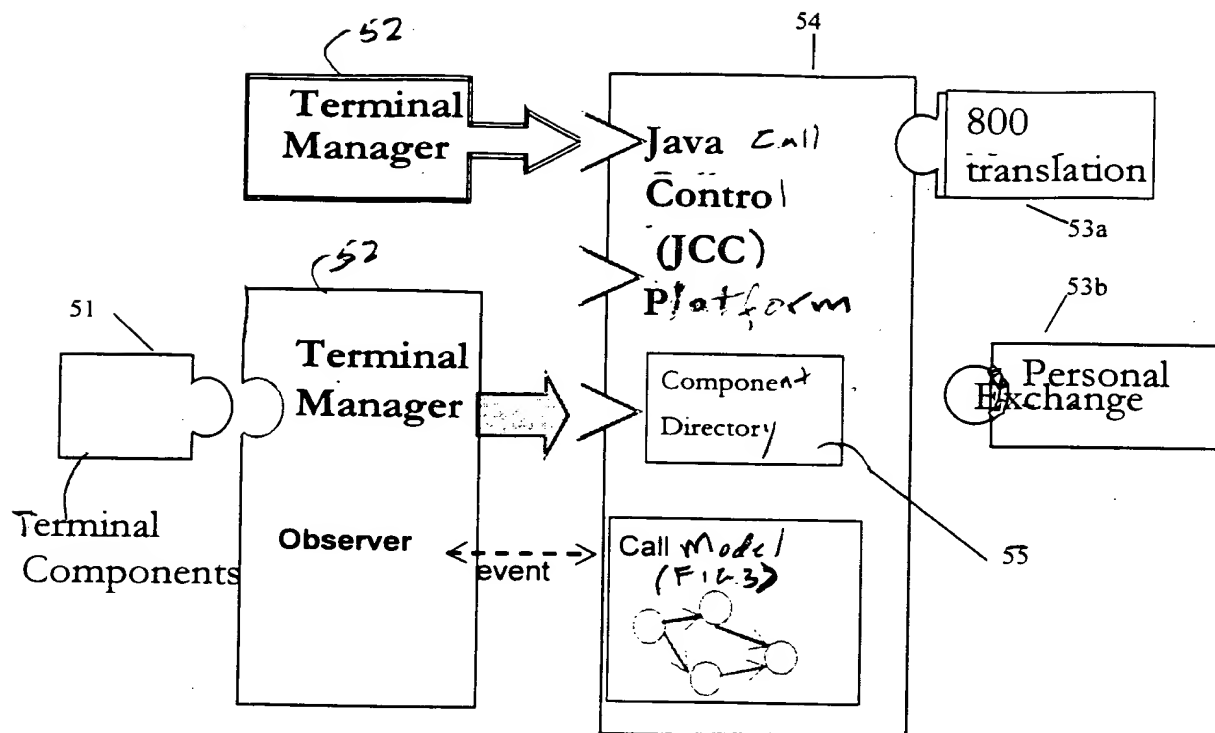 52
54
Terminal
Manager
Java Call
Control
(JCC)
Platform
800
translation
53a
52
51
Terminal
Manager
Component
Directory
53b
Personal
Exchange
Terminal
Components
Observer
event
Call Model
(FIG.3)
55